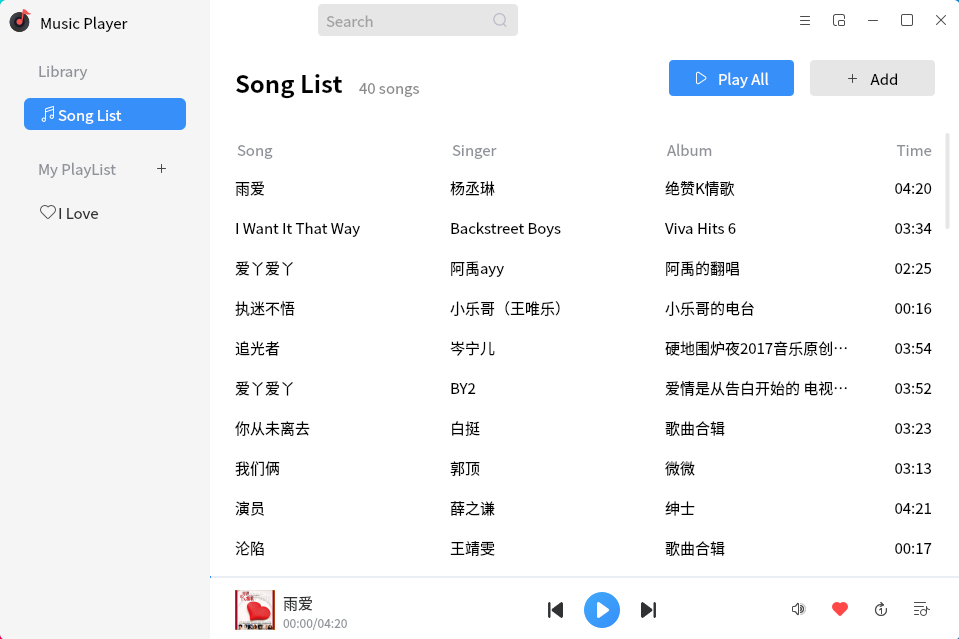 Music Player
Search
Library
Song List
My PlayList
I Love
Song List 40 songs
Play All
Add
Song Singer Album Time
雨爱 杨丞琳 绝赞K情歌 04:20
I Want It That Way Backstreet Boys Viva Hits 6 03:34
爱丫爱丫 阿禹ayy 阿禹的翻唱 02:25
执迷不悟 小乐哥（王唯乐） 小乐哥的电台 00:16
追光者 岑宁儿 硬地围炉夜2017音乐原创… 03:54
爱丫爱丫 BY2 爱情是从告白开始的 电视… 03:52
你从未离去 白挺 歌曲合辑 03:23
我们俩 郭顶 微微 03:13
演员 薛之谦 绅士 04:21
沦陷 王靖雯 歌曲合辑 00:17
雨爱
00:00/04:20